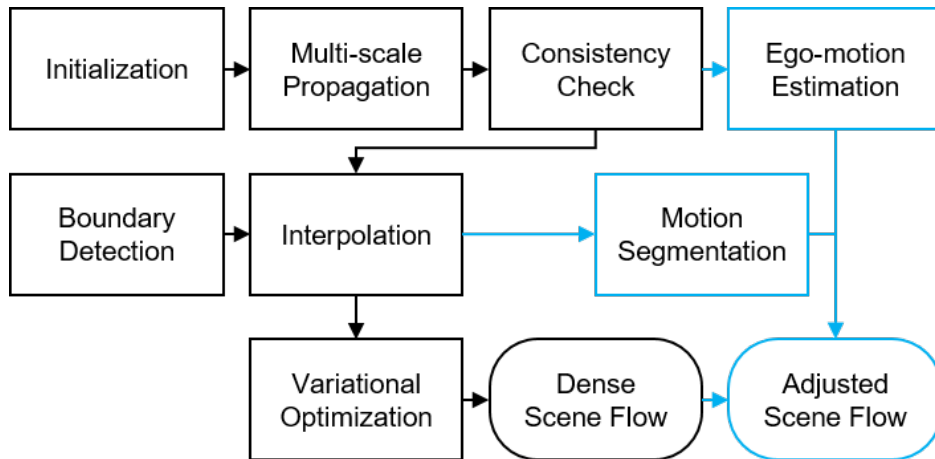 Initialization
Multi-scale
Propagation
Consistency
Check
Ego-motion
Estimation
Boundary
Detection
Interpolation
Motion
Segmentation
Variational
Optimization
Dense
Scene Flow
Adjusted
Scene Flow